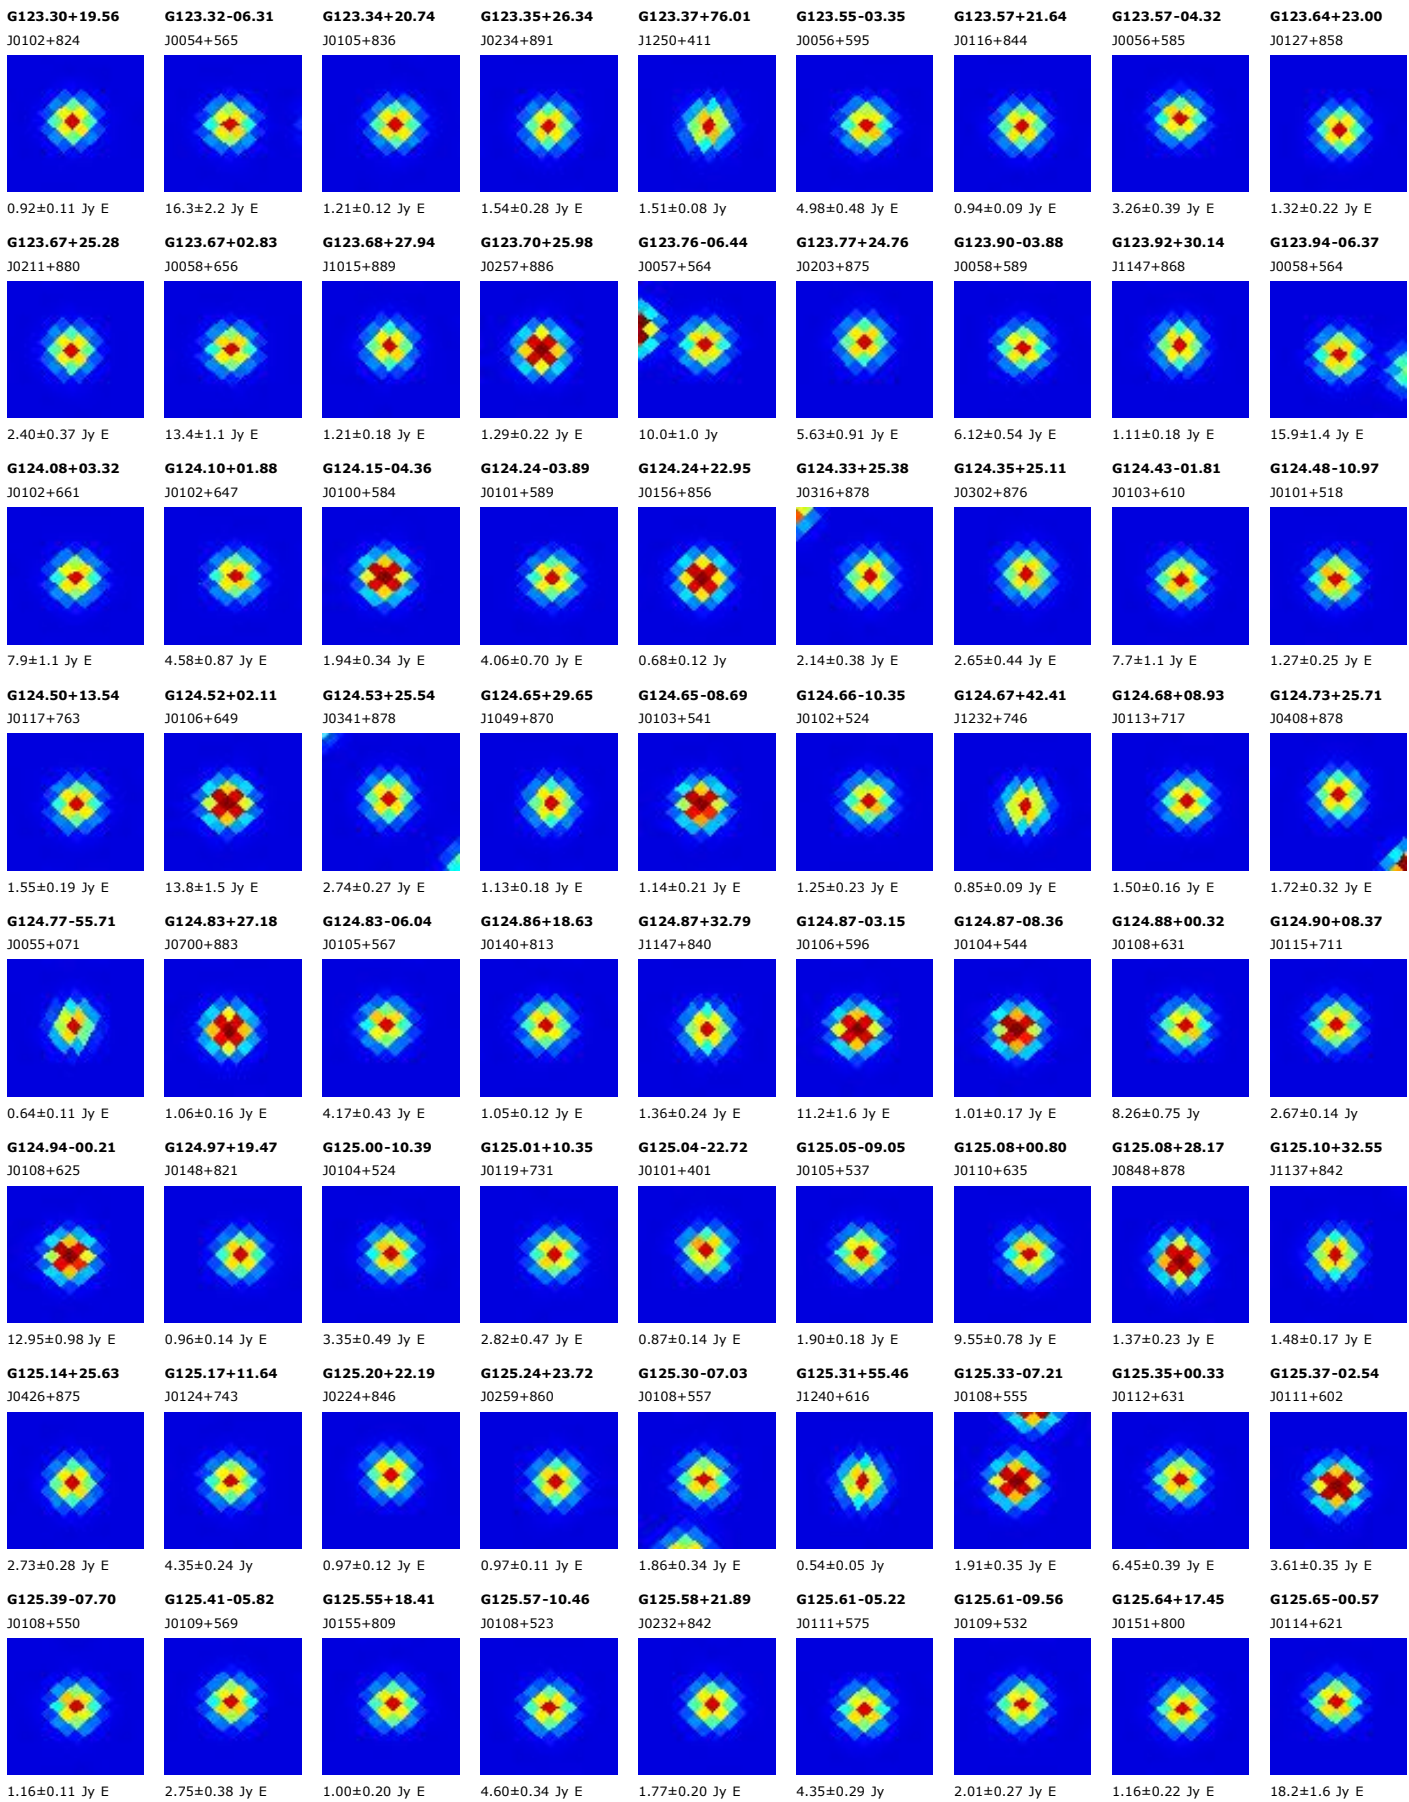 G123.30+19.56 G123.32-06.31 G123.34+20.74 G123.35+26.34 G123.37+76.01 G123.55-03.35 G123.57+21.64 G123.57-04.32 G123.64+23.00
J0102+824 J0054+565 J0105+836 J0234+891 J1250+411 J0056+595 J0116+844 J0056+585 J0127+858
0.92±0.11 Jy E 16.3±2.2 Jy E 1.21±0.12 Jy E 1.54±0.28 Jy E 1.51±0.08 Jy 4.98±0.48 Jy E 0.94±0.09 Jy E 3.26±0.39 Jy E 1.32±0.22 Jy E
G123.67+25.28 G123.67+02.83 G123.68+27.94 G123.70+25.98 G123.76-06.44 G123.77+24.76 G123.90-03.88 G123.92+30.14 G123.94-06.37
J0211+880 J0058+656 J1015+889 J0257+886 J0057+564 J0203+875 J0058+589 J1147+868 J0058+564
2.40±0.37 Jy E 13.4±1.1 Jy E 1.21±0.18 Jy E 1.29±0.22 Jy E 10.0±1.0 Jy 5.63±0.91 Jy E 6.12±0.54 Jy E 1.11±0.18 Jy E 15.9±1.4 Jy E
G124.08+03.32 G124.10+01.88 G124.15-04.36 G124.24-03.89 G124.24+22.95 G124.33+25.38 G124.35+25.11 G124.43-01.81 G124.48-10.97
J0102+661 J0102+647 J0100+584 J0101+589 J0156+856 J0316+878 J0302+876 J0103+610 J0101+518
7.9±1.1 Jy E 4.58±0.87 Jy E 1.94±0.34 Jy E 4.06±0.70 Jy E 0.68±0.12 Jy 2.14±0.38 Jy E 2.65±0.44 Jy E 7.7±1.1 Jy E 1.27±0.25 Jy E
G124.50+13.54 G124.52+02.11 G124.53+25.54 G124.65+29.65 G124.65-08.69 G124.66-10.35 G124.67+42.41 G124.68+08.93 G124.73+25.71
J0117+763 J0106+649 J0341+878 J1049+870 J0103+541 J0102+524 J1232+746 J0113+717 J0408+878
1.55±0.19 Jy E 13.8±1.5 Jy E 2.74±0.27 Jy E 1.13±0.18 Jy E 1.14±0.21 Jy E 1.25±0.23 Jy E 0.85±0.09 Jy E 1.50±0.16 Jy E 1.72±0.32 Jy E
G124.77-55.71 G124.83+27.18 G124.83-06.04 G124.86+18.63 G124.87+32.79 G124.87-03.15 G124.87-08.36 G124.88+00.32 G124.90+08.37
J0055+071 J0700+883 J0105+567 J0140+813 J1147+840 J0106+596 J0104+544 J0108+631 J0115+711
0.64±0.11 Jy E 1.06±0.16 Jy E 4.17±0.43 Jy E 1.05±0.12 Jy E 1.36±0.24 Jy E 11.2±1.6 Jy E 1.01±0.17 Jy E 8.26±0.75 Jy 2.67±0.14 Jy
G124.94-00.21 G124.97+19.47 G125.00-10.39 G125.01+10.35 G125.04-22.72 G125.05-09.05 G125.08+00.80 G125.08+28.17 G125.10+32.55
J0108+625 J0148+821 J0104+524 J0119+731 J0101+401 J0105+537 J0110+635 J0848+878 J1137+842
12.95±0.98 Jy E 0.96±0.14 Jy E 3.35±0.49 Jy E 2.82±0.47 Jy E 0.87±0.14 Jy E 1.90±0.18 Jy E 9.55±0.78 Jy E 1.37±0.23 Jy E 1.48±0.17 Jy E
G125.14+25.63 G125.17+11.64 G125.20+22.19 G125.24+23.72 G125.30-07.03 G125.31+55.46 G125.33-07.21 G125.35+00.33 G125.37-02.54
J0426+875 J0124+743 J0224+846 J0259+860 J0108+557 J1240+616 J0108+555 J0112+631 J0111+602
2.73±0.28 Jy E 4.35±0.24 Jy 0.97±0.12 Jy E 0.97±0.11 Jy E 1.86±0.34 Jy E 0.54±0.05 Jy 1.91±0.35 Jy E 6.45±0.39 Jy E 3.61±0.35 Jy E
G125.39-07.70 G125.41-05.82 G125.55+18.41 G125.57-10.46 G125.58+21.89 G125.61-05.22 G125.61-09.56 G125.64+17.45 G125.65-00.57
J0108+550 J0109+569 J0155+809 J0108+523 J0232+842 J0111+575 J0109+532 J0151+800 J0114+621
1.16±0.11 Jy E 2.75±0.38 Jy E 1.00±0.20 Jy E 4.60±0.34 Jy E 1.77±0.20 Jy E 4.35±0.29 Jy 2.01±0.27 Jy E 1.16±0.22 Jy E 18.2±1.6 Jy E